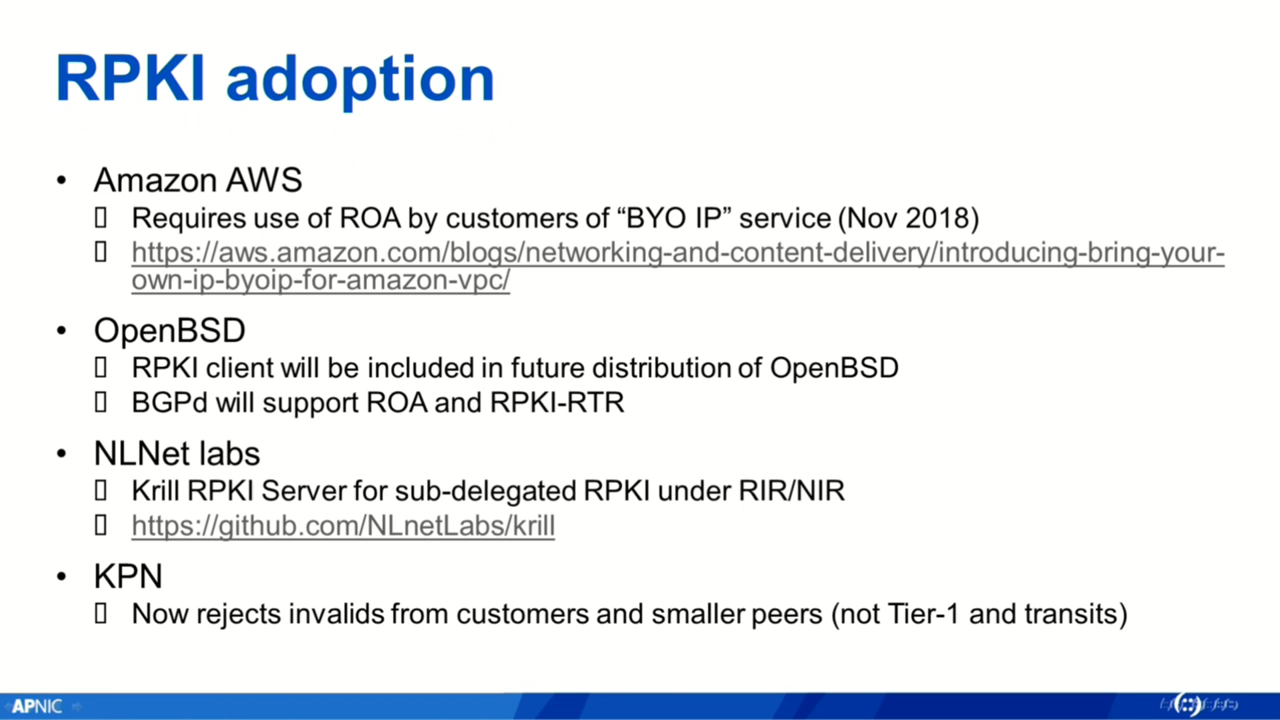 RPKI adoption
• Amazon AWS
▯ Requires use of ROA by customers of “BYO IP” service (Nov 2018)
▯ https://aws.amazon.com/blogs/networking-and-content-delivery/introducing-bring-your-
own-ip-byoip-for-amazon-vpc/
• OpenBSD
▯ RPKI client will be included in future distribution of OpenBSD
▯ BGPd will support ROA and RPKI-RTR
• NLNet labs
▯ Krill RPKI Server for sub-delegated RPKI under RIR/NIR
▯ https://github.com/NLnetLabs/krill
• KPN
▯ Now rejects invalids from customers and smaller peers (not Tier-1 and transits)
APNIC